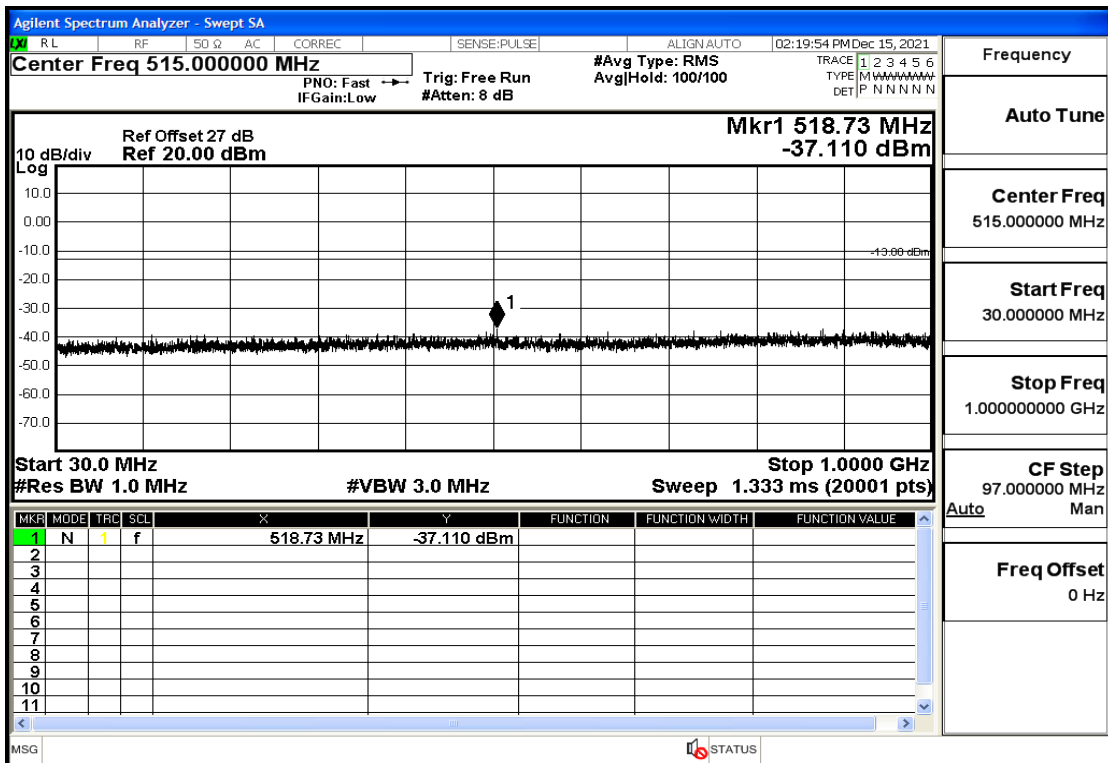 Agilent Spectrum Analyzer - Swept SA
LXI RL RF 50 Ω AC CORREC SENSE:PULSE ALIGN AUTO 02:19:54 PM Dec 15, 2021
Center Freq 515.000000 MHz
PNO: Fast
IFGain:Low
Trig: Free Run
#Atten: 8 dB
#Avg Type: RMS
Avg|Hold: 100/100
TRACE 1 2 3 4 5 6
TYPE M WWWWW
DET P N N N N N
Ref Offset 27 dB
10 dB/div Ref 20.00 dBm
Log
Mkr1 518.73 MHz
-37.110 dBm
10.0
0.00
-10.0
-13.00 dBm
-20.0
-30.0
1
-40.0
-50.0
-60.0
-70.0
Start 30.0 MHz Stop 1.0000 GHz
#Res BW 1.0 MHz #VBW 3.0 MHz Sweep 1.333 ms (20001 pts)
MKR MODE TRC SCL X Y FUNCTION FUNCTION WIDTH FUNCTION VALUE
1 N 1 f 518.73 MHz -37.110 dBm
2
3
4
5
6
7
8
9
10
11
MSG STATUS
Frequency
Auto Tune
Center Freq
515.000000 MHz
Start Freq
30.000000 MHz
Stop Freq
1.000000000 GHz
CF Step
97.000000 MHz
Auto Man
Freq Offset
0 Hz